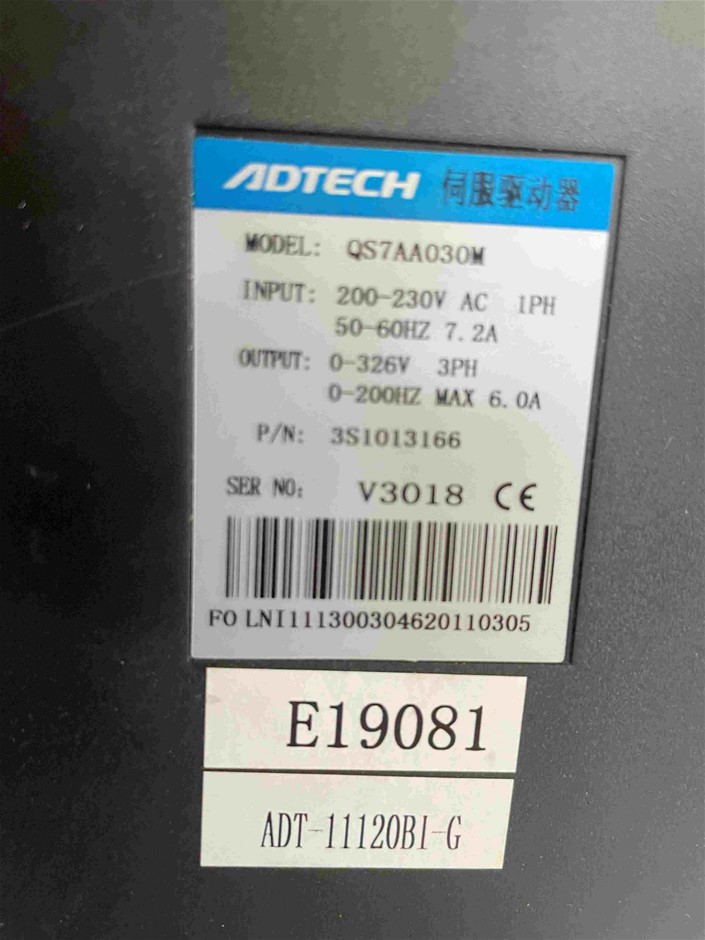 ADTECH 伺服驱动器
MODEL: QS7AA030M
INPUT: 200-230V AC 1PH
50-60HZ 7.2A
OUTPUT: 0-326V 3PH
0-200HZ MAX 6.0A
P/N: 3S1013166
SER NO: V3018 CE
FO LNI111300304620110305
E19081
ADT-11120BI-G